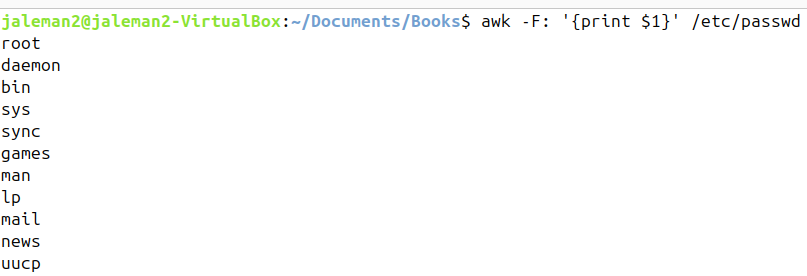 jaleman2@jaleman2-VirtualBox:~/Documents/Books$ awk -F: '{print $1}' /etc/passwd
root
daemon
bin
sys
sync
games
man
lp
mail
news
uucp